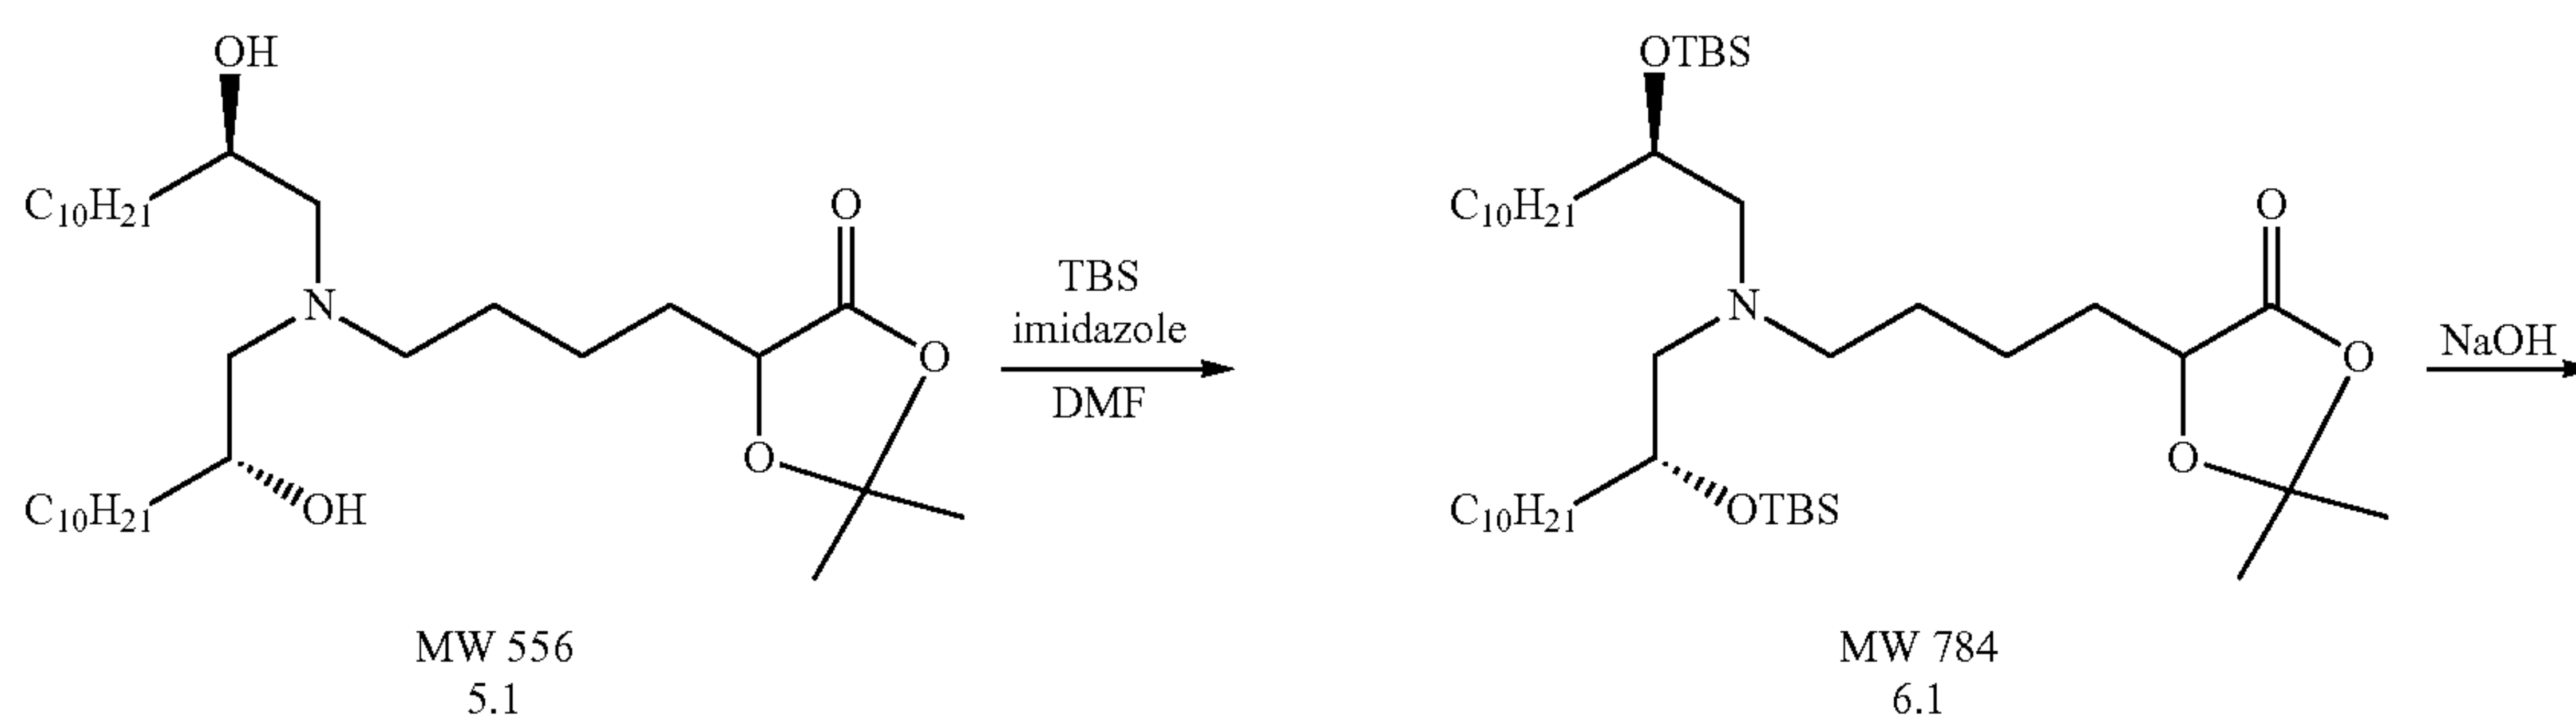 OH
OTBS
C10H21
O
C10H21
O
TBS
imidazole
DMF
N
O
N
O
NaOH
O
O
C10H21
OH
C10H21
OTBS
MW 556
MW 784
5.1
6.1